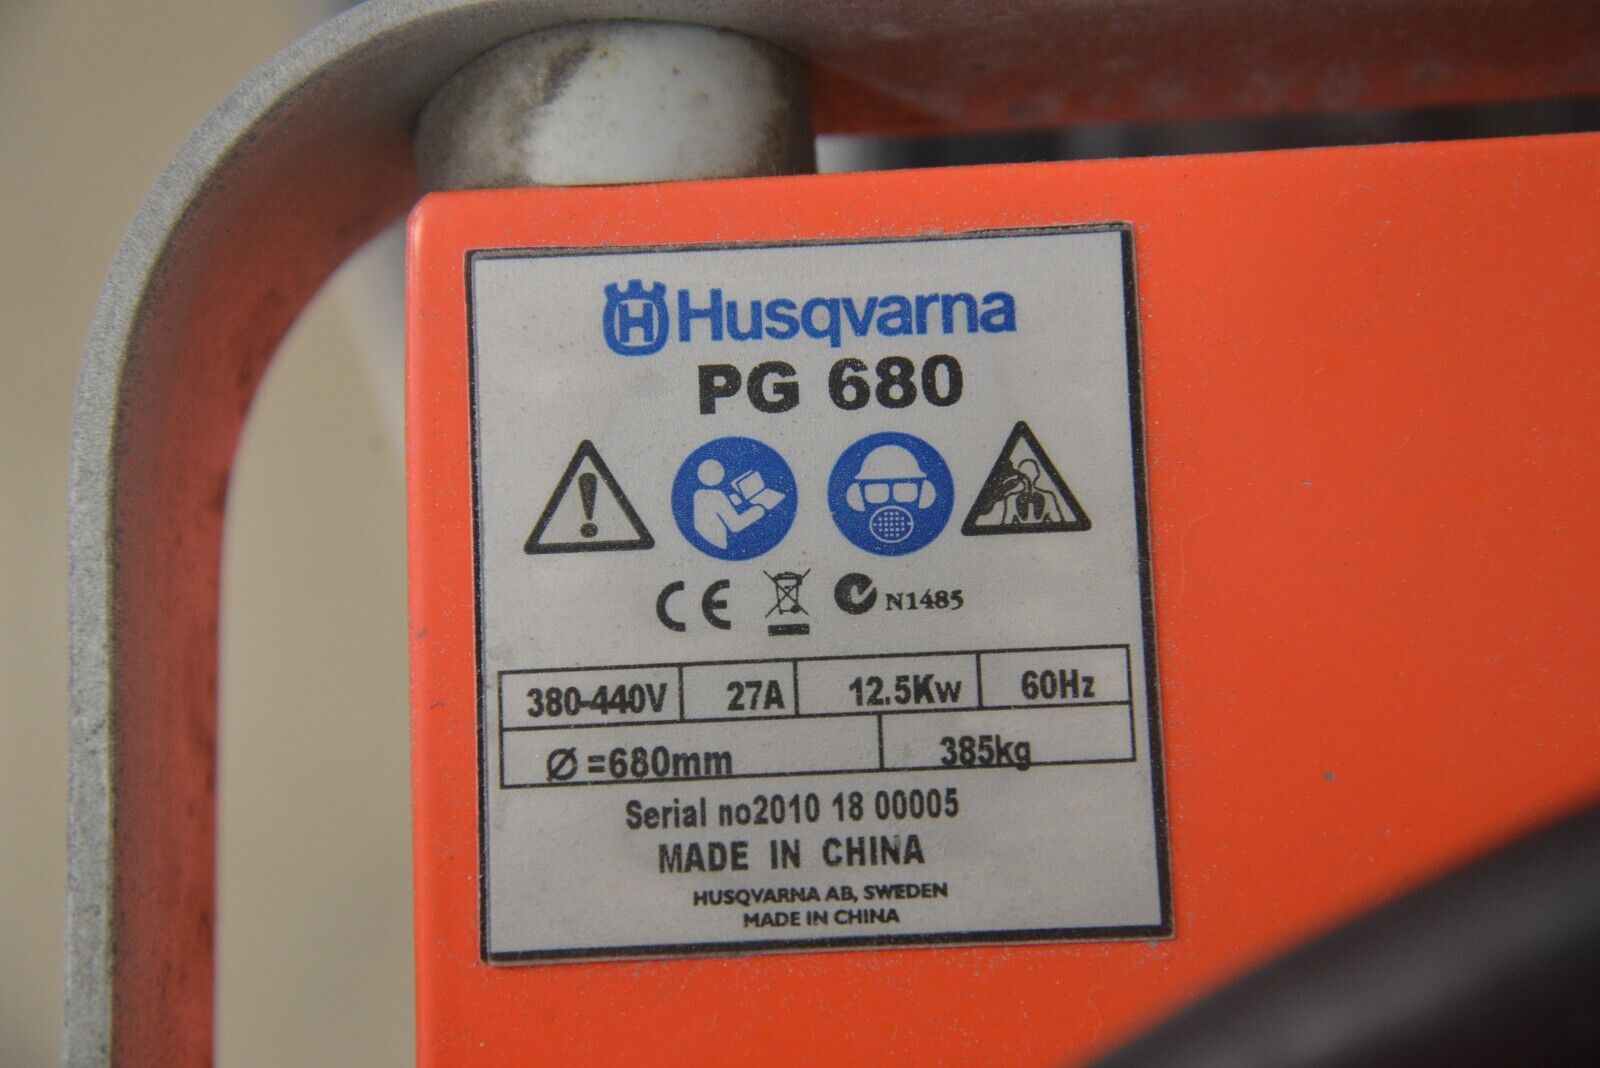 H Husqvarna
PG 680
CE N1485
380-440V 27A 12.5Kw 60Hz
Ø =680mm 385kg
Serial no2010 18 00005
MADE IN CHINA
HUSQVARNA AB, SWEDEN
MADE IN CHINA